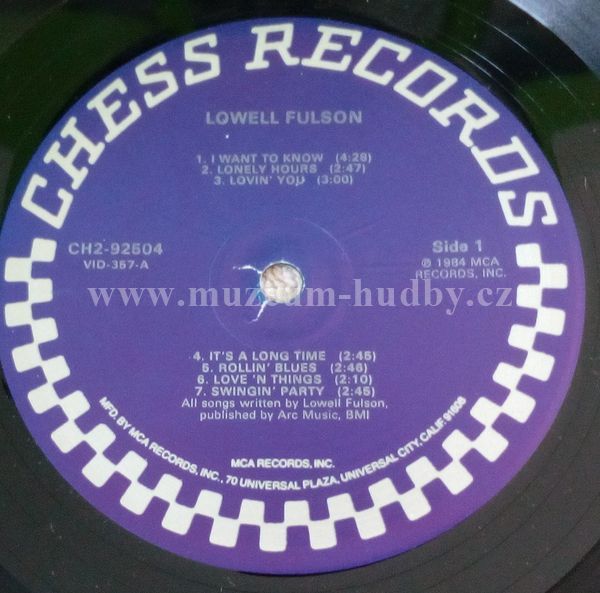 CHESS RECORDS
LOWELL FULSON
1. I WANT TO KNOW (4:28)
2. LONELY HOURS (2:47)
3. LOVIN' YOU (3:00)
CH2-92504
VID-357-A
Side 1
℗ 1984 MCA
RECORDS, INC.
www.muzeum-hudby.cz
4. IT'S A LONG TIME (2:45)
5. ROLLIN' BLUES (2:46)
6. LOVE 'N THINGS (2:10)
7. SWINGIN' PARTY (2:45)
All songs written by Lowell Fulson,
published by Arc Music, BMI
MCA RECORDS, INC.
MFD. BY MCA RECORDS, INC., 70 UNIVERSAL PLAZA, UNIVERSAL CITY, CALIF. 91608